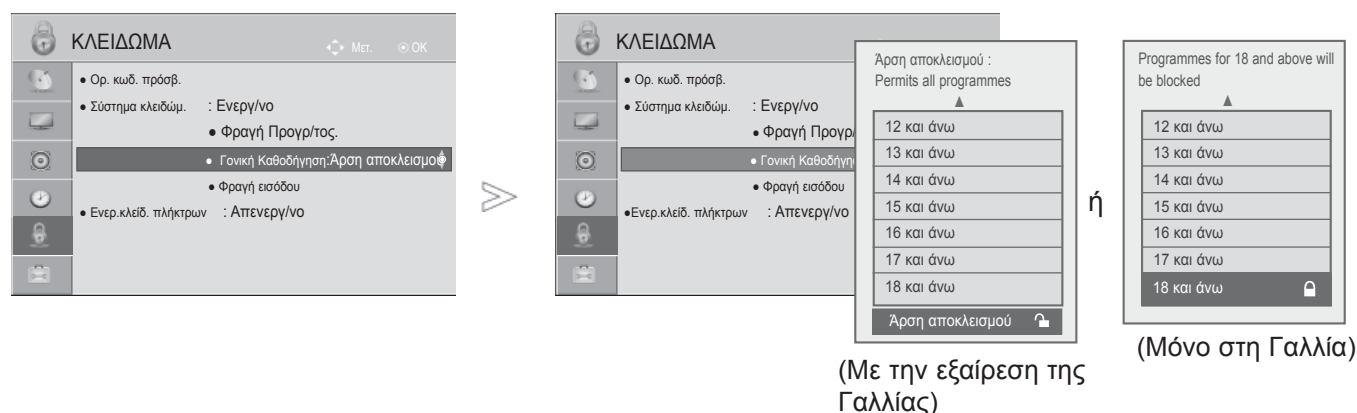 ΚΛΕΙΔΩΜΑ
Μετ. OK
• Ορ. κωδ. πρόσβ.
• Σύστημα κλειδώμ. : Ενεργ/νο
• Φραγή Προγρ/τος.
• Γονική Καθοδήγηση:Άρση αποκλεισμού
• Φραγή εισόδου
• Ενερ.κλείδ. πλήκτρων : Απενεργ/νο
ΚΛΕΙΔΩΜΑ
• Ορ. κωδ. πρόσβ.
• Σύστημα κλειδώμ. : Ενεργ/νο
• Φραγή Προγρ/
• Γονική Καθοδήγη
• Φραγή εισόδου
•Ενερ.κλείδ. πλήκτρων : Απενεργ/νο
Άρση αποκλεισμού :
Permits all programmes
12 και άνω
13 και άνω
14 και άνω
15 και άνω
16 και άνω
17 και άνω
18 και άνω
Άρση αποκλεισμού
(Με την εξαίρεση της
Γαλλίας)
ή
Programmes for 18 and above will
be blocked
12 και άνω
13 και άνω
14 και άνω
15 και άνω
16 και άνω
17 και άνω
18 και άνω
(Μόνο στη Γαλλία)